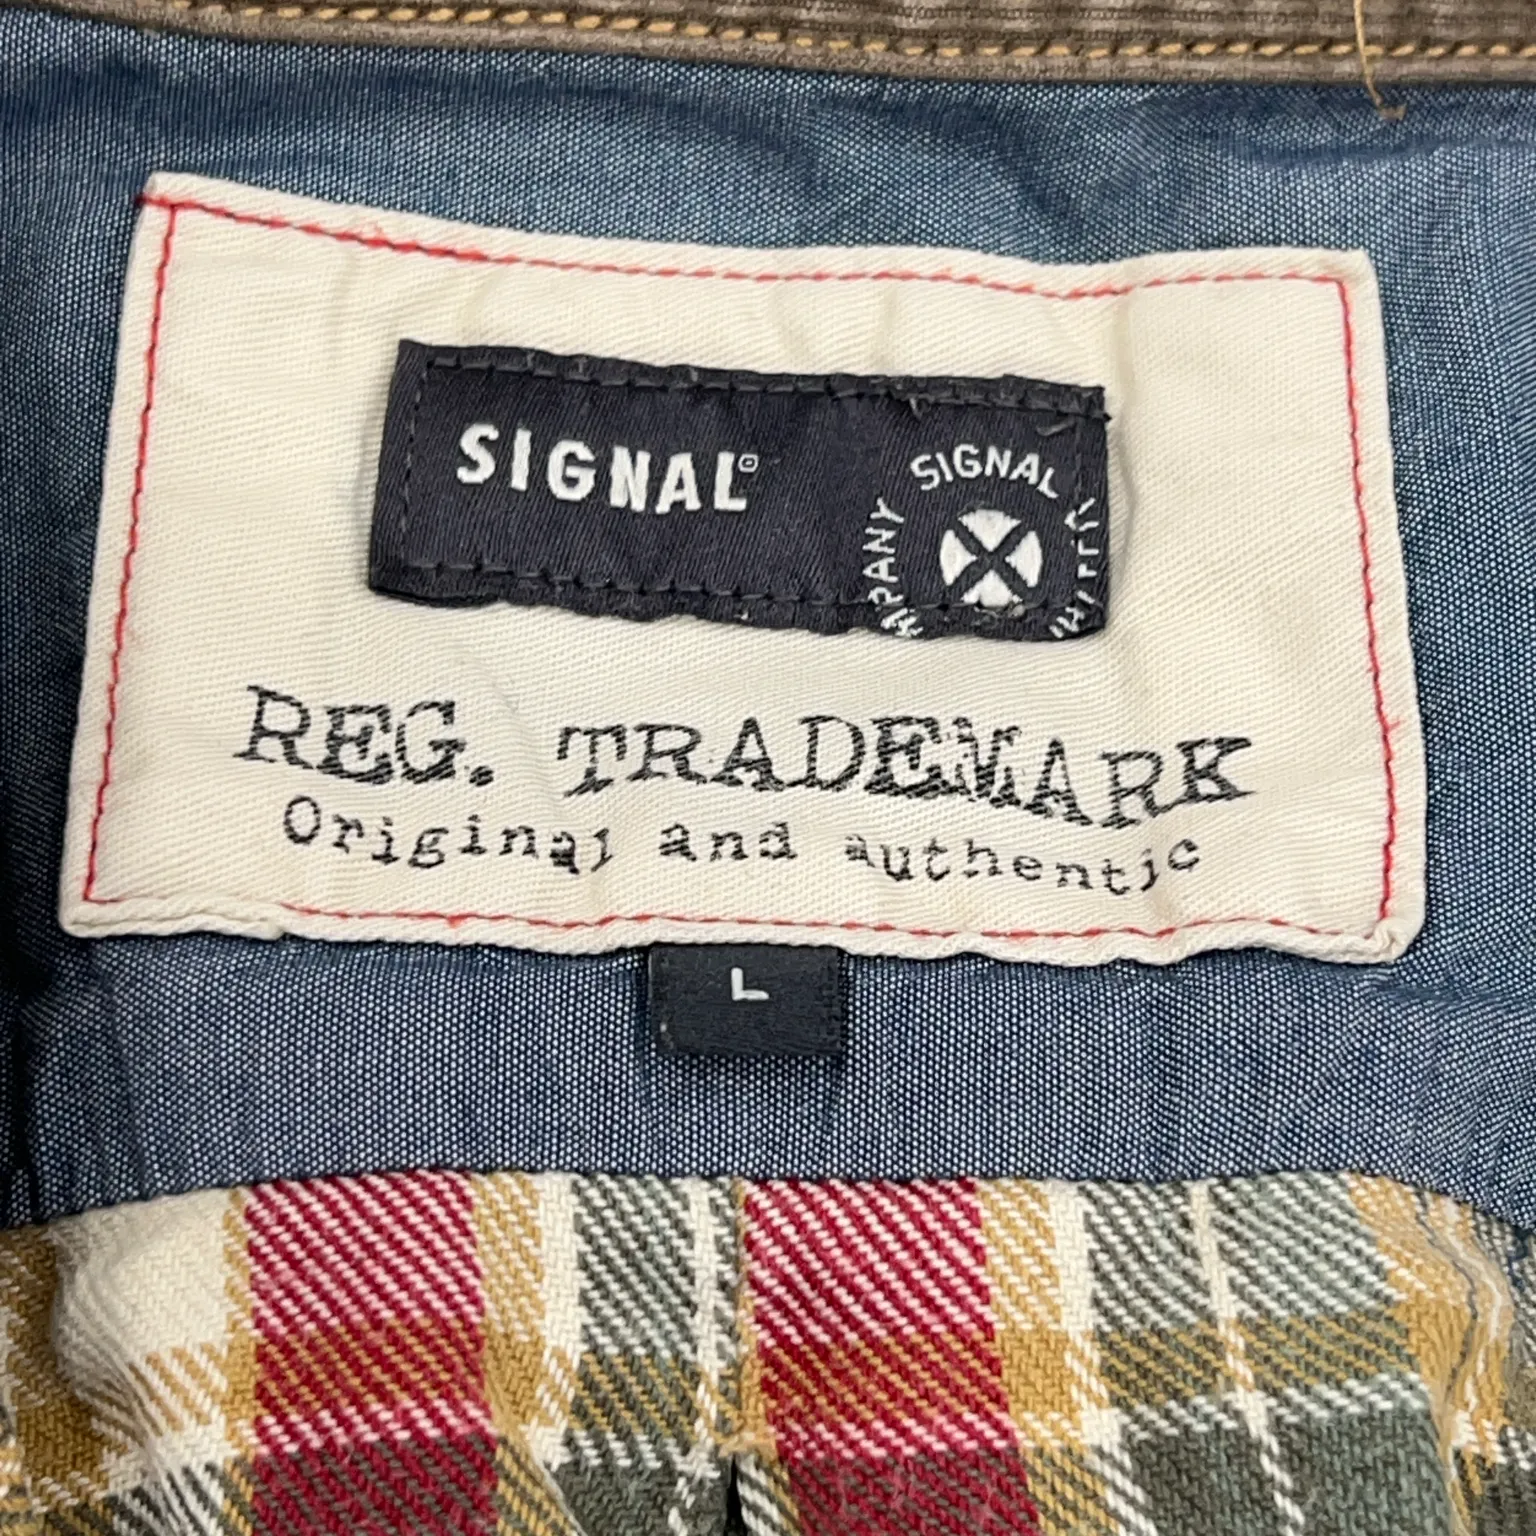 SIGNAL
SIGNAL
REG. TRADEMARK
Original and authentic
L